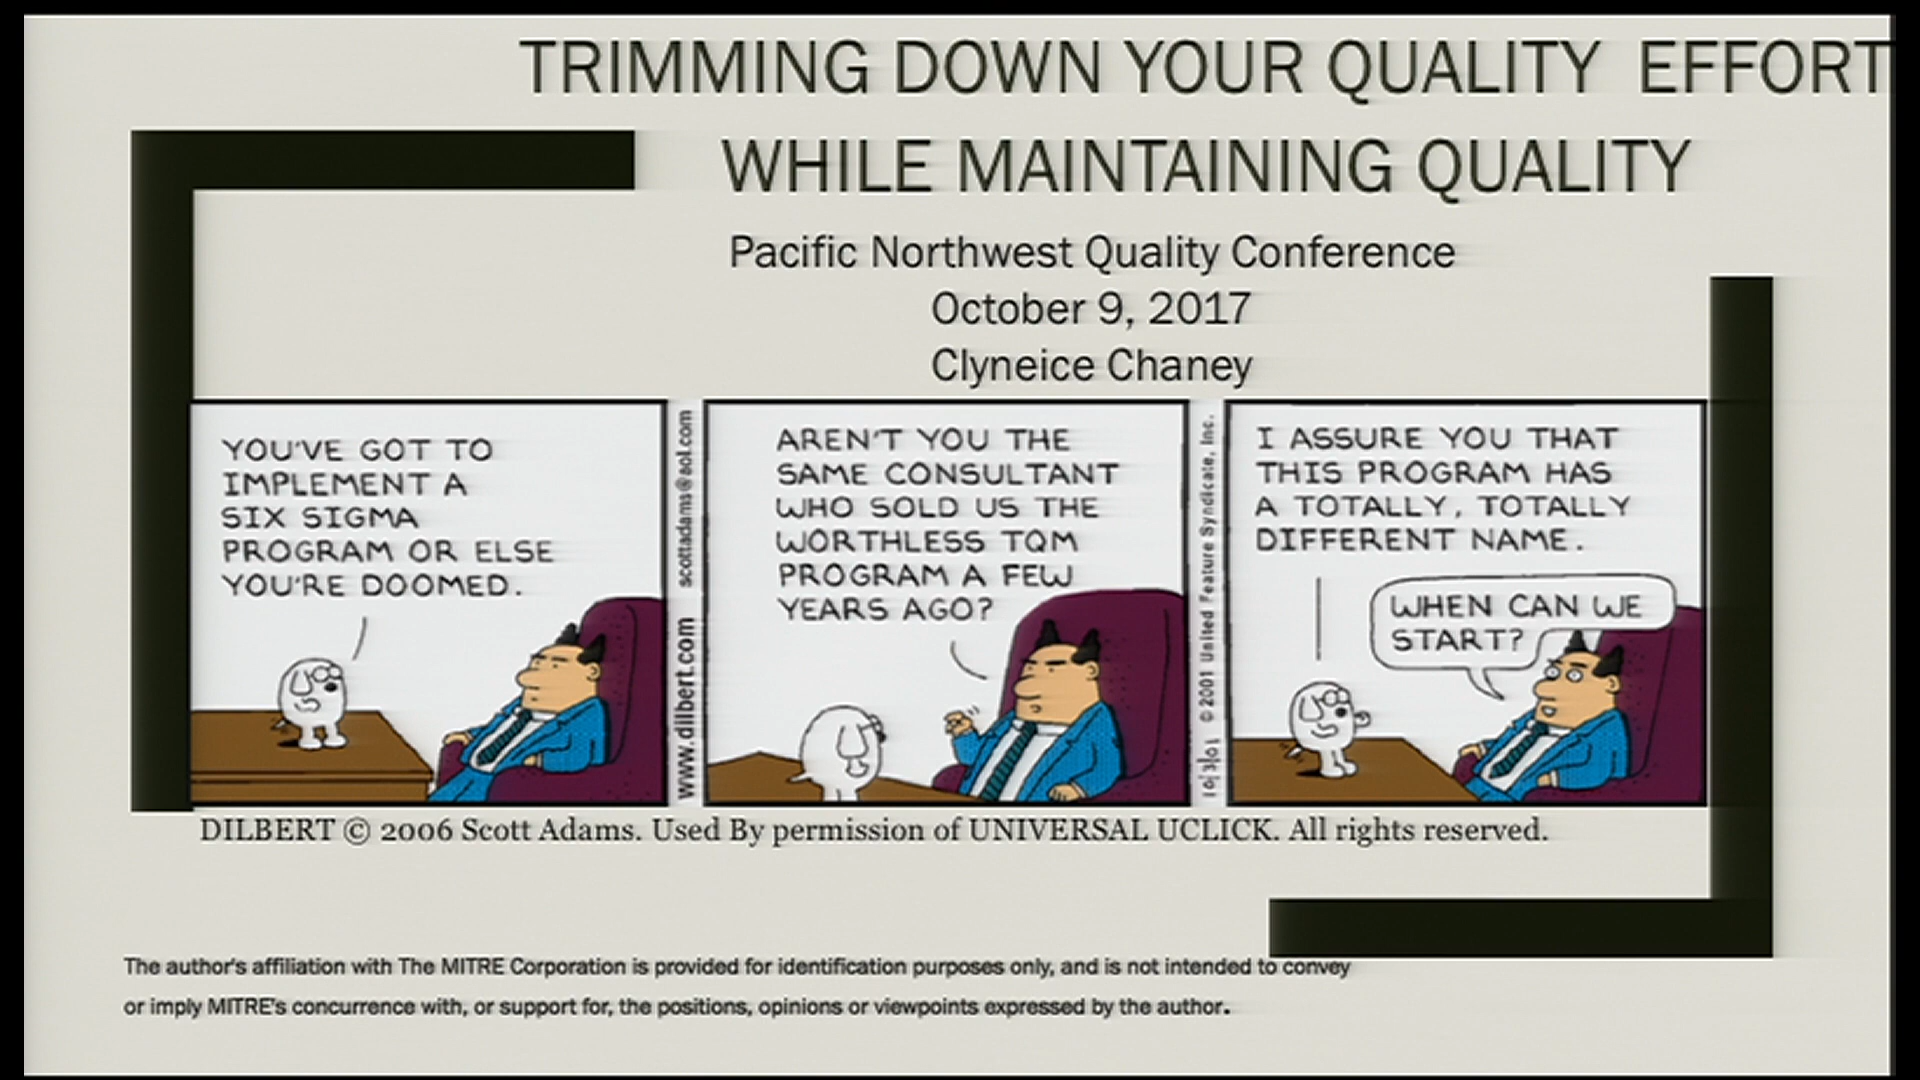 TRIMMING DOWN YOUR QUALITY EFFORT
WHILE MAINTAINING QUALITY
Pacific Northwest Quality Conference
October 9, 2017
Clyneice Chaney
YOU'VE GOT TO
IMPLEMENT A
SIX SIGMA
PROGRAM OR ELSE
YOU'RE DOOMED.
www.dilbert.com scottadams@aol.com
AREN'T YOU THE
SAME CONSULTANT
WHO SOLD US THE
WORTHLESS TQM
PROGRAM A FEW
YEARS AGO?
10/3/01 © 2001 United Feature Syndicate, Inc.
I ASSURE YOU THAT
THIS PROGRAM HAS
A TOTALLY, TOTALLY
DIFFERENT NAME.
WHEN CAN WE
START?
DILBERT © 2006 Scott Adams. Used By permission of UNIVERSAL UCLICK. All rights reserved.
The author's affiliation with The MITRE Corporation is provided for identification purposes only, and is not intended to convey
or imply MITRE's concurrence with, or support for, the positions, opinions or viewpoints expressed by the author.